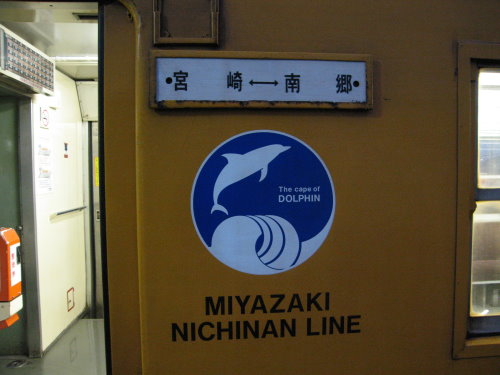 •宮崎⟷南郷•
The cape of
DOLPHIN
MIYAZAKI
NICHINAN LINE